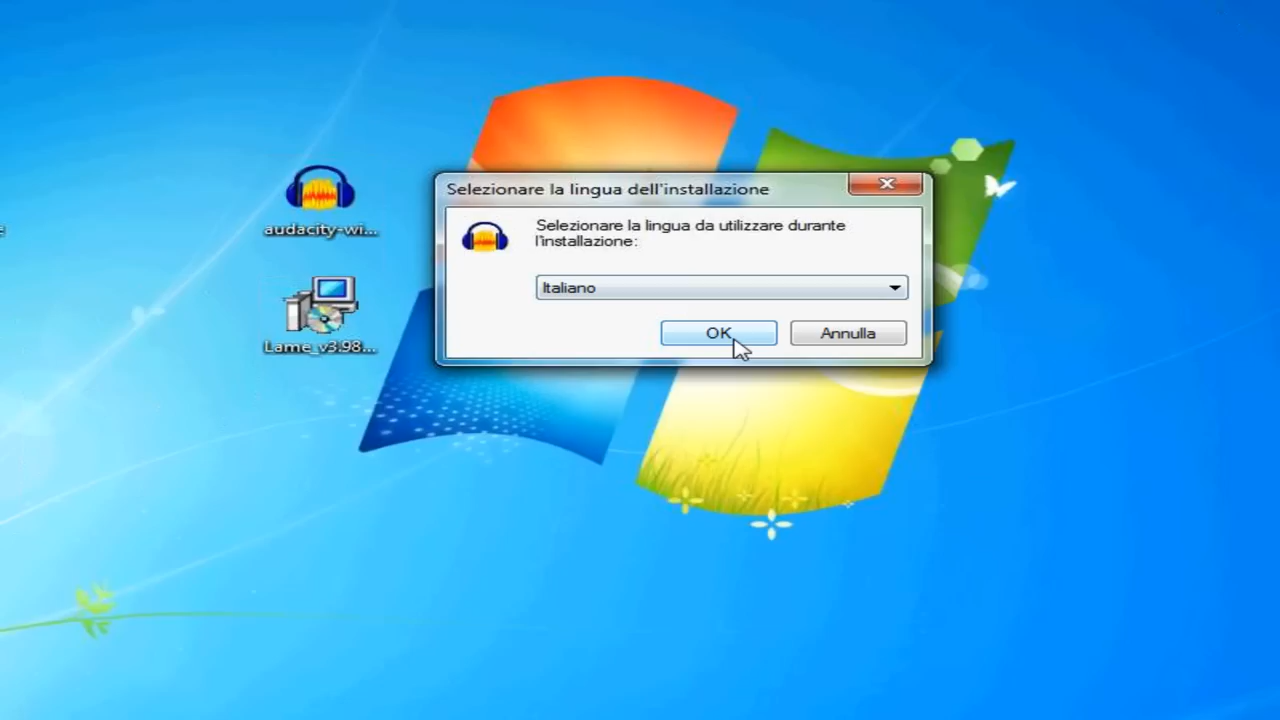 Selezionare la lingua dell'installazione
Selezionare la lingua da utilizzare durante
l'installazione:
Italiano
OK
Annulla
audacity-wi...
Lame_v3.98...